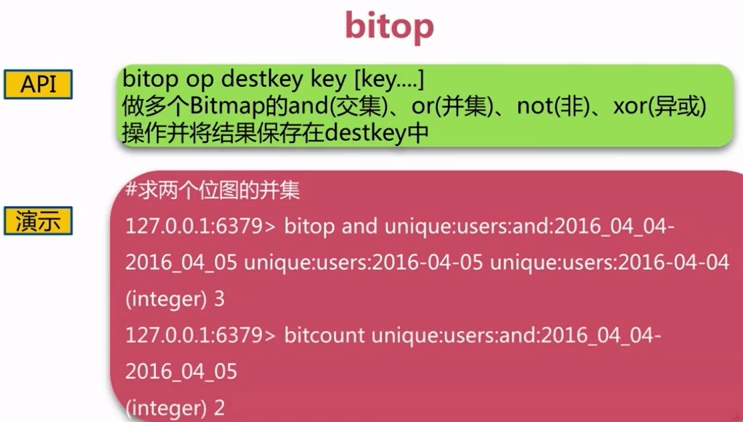 bitop
API
bitop op destkey key [key....]
做多个Bitmap的and(交集)、or(并集)、not(非)、xor(异或)
操作并将结果保存在destkey中
演示
#求两个位图的并集
127.0.0.1:6379> bitop and unique:users:and:2016_04_04-
2016_04_05 unique:users:2016-04-05 unique:users:2016-04-04
(integer) 3
127.0.0.1:6379> bitcount unique:users:and:2016_04_04-
2016_04_05
(integer) 2